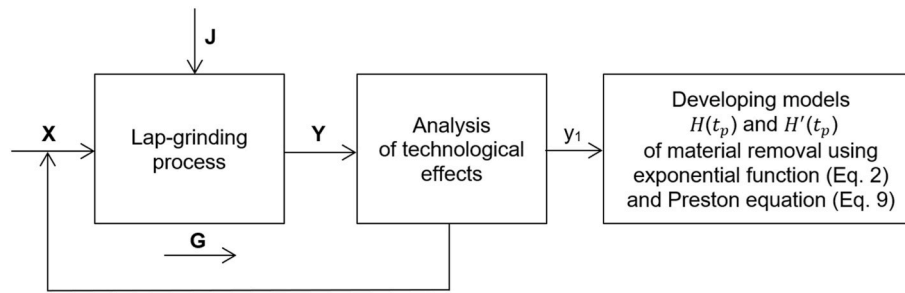 J
X
Lap-grinding
process
Y
Analysis
of technological
effects
y₁
Developing models
H(tₚ) and H′(tₚ)
of material removal using
exponential function (Eq. 2)
and Preston equation (Eq. 9)
G